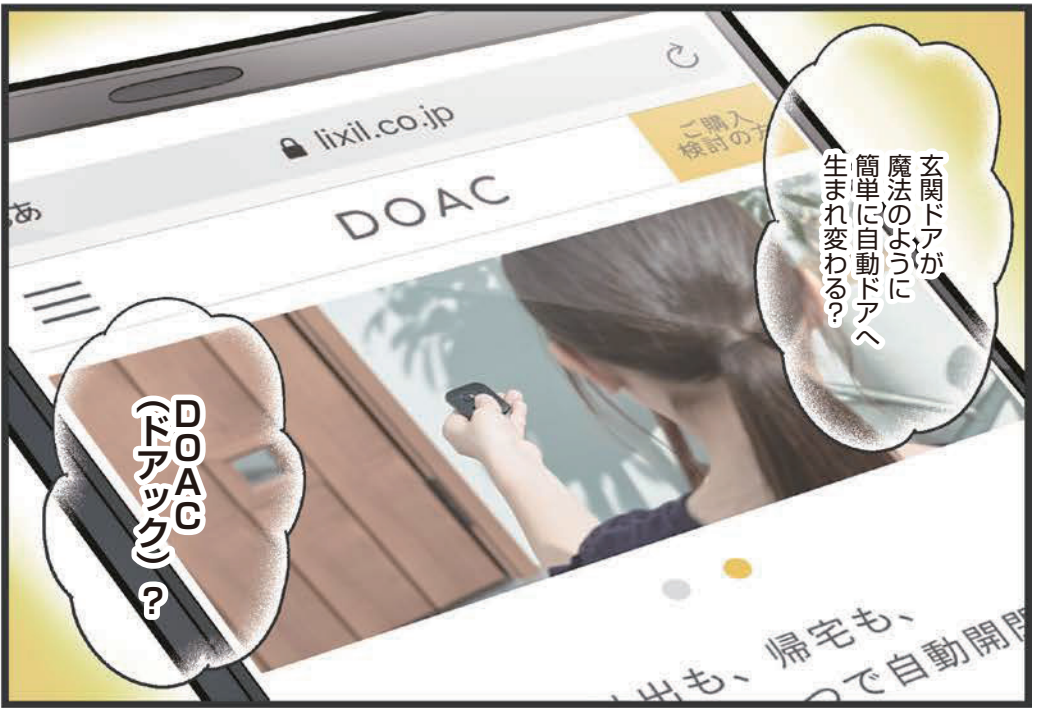 玄関ドアが
魔法のように
簡単に自動ドアへ
生まれ変わる?
lixil.co.jp
ご購入
検討の方
DOAC
DOAC
(ドアック)?
出も、帰宅も、
つで自動開閉